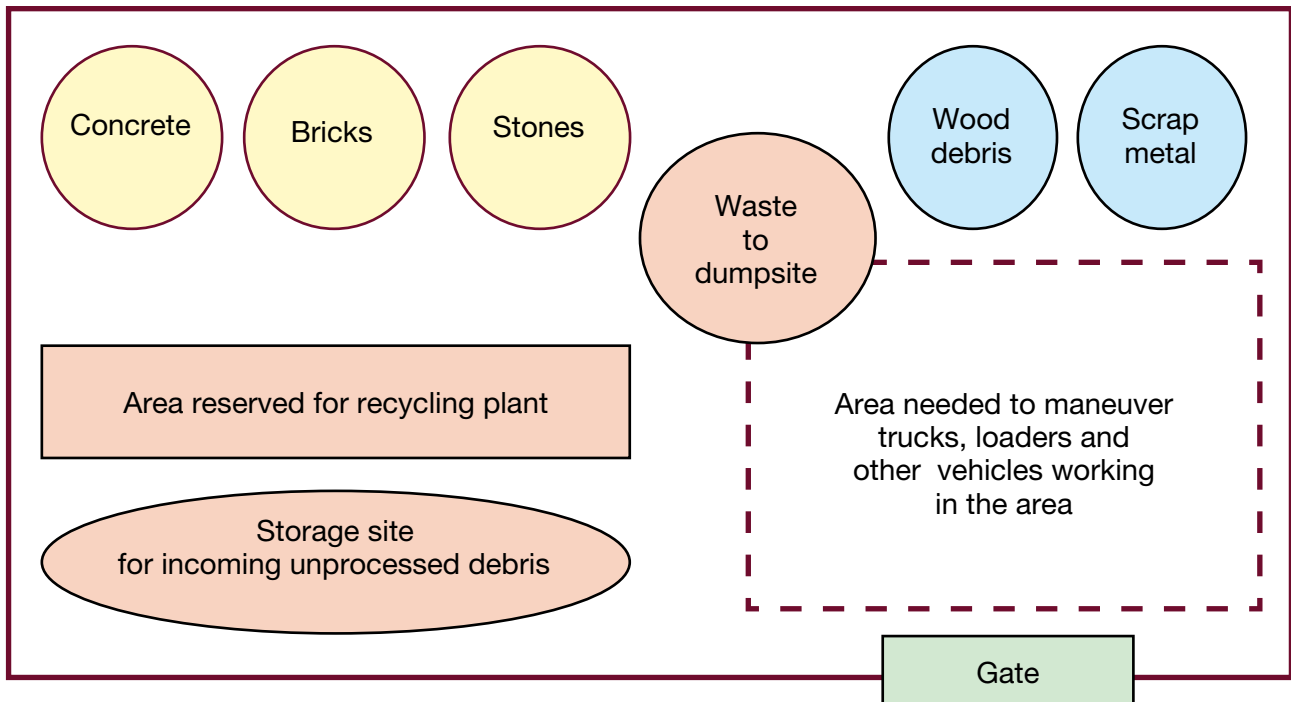 Concrete
Bricks
Stones
Waste
to
dumpsite
Wood
debris
Scrap
metal
Area reserved for recycling plant
Area needed to maneuver
trucks, loaders and
other  vehicles working
in the area
Storage site
for incoming unprocessed debris
Gate